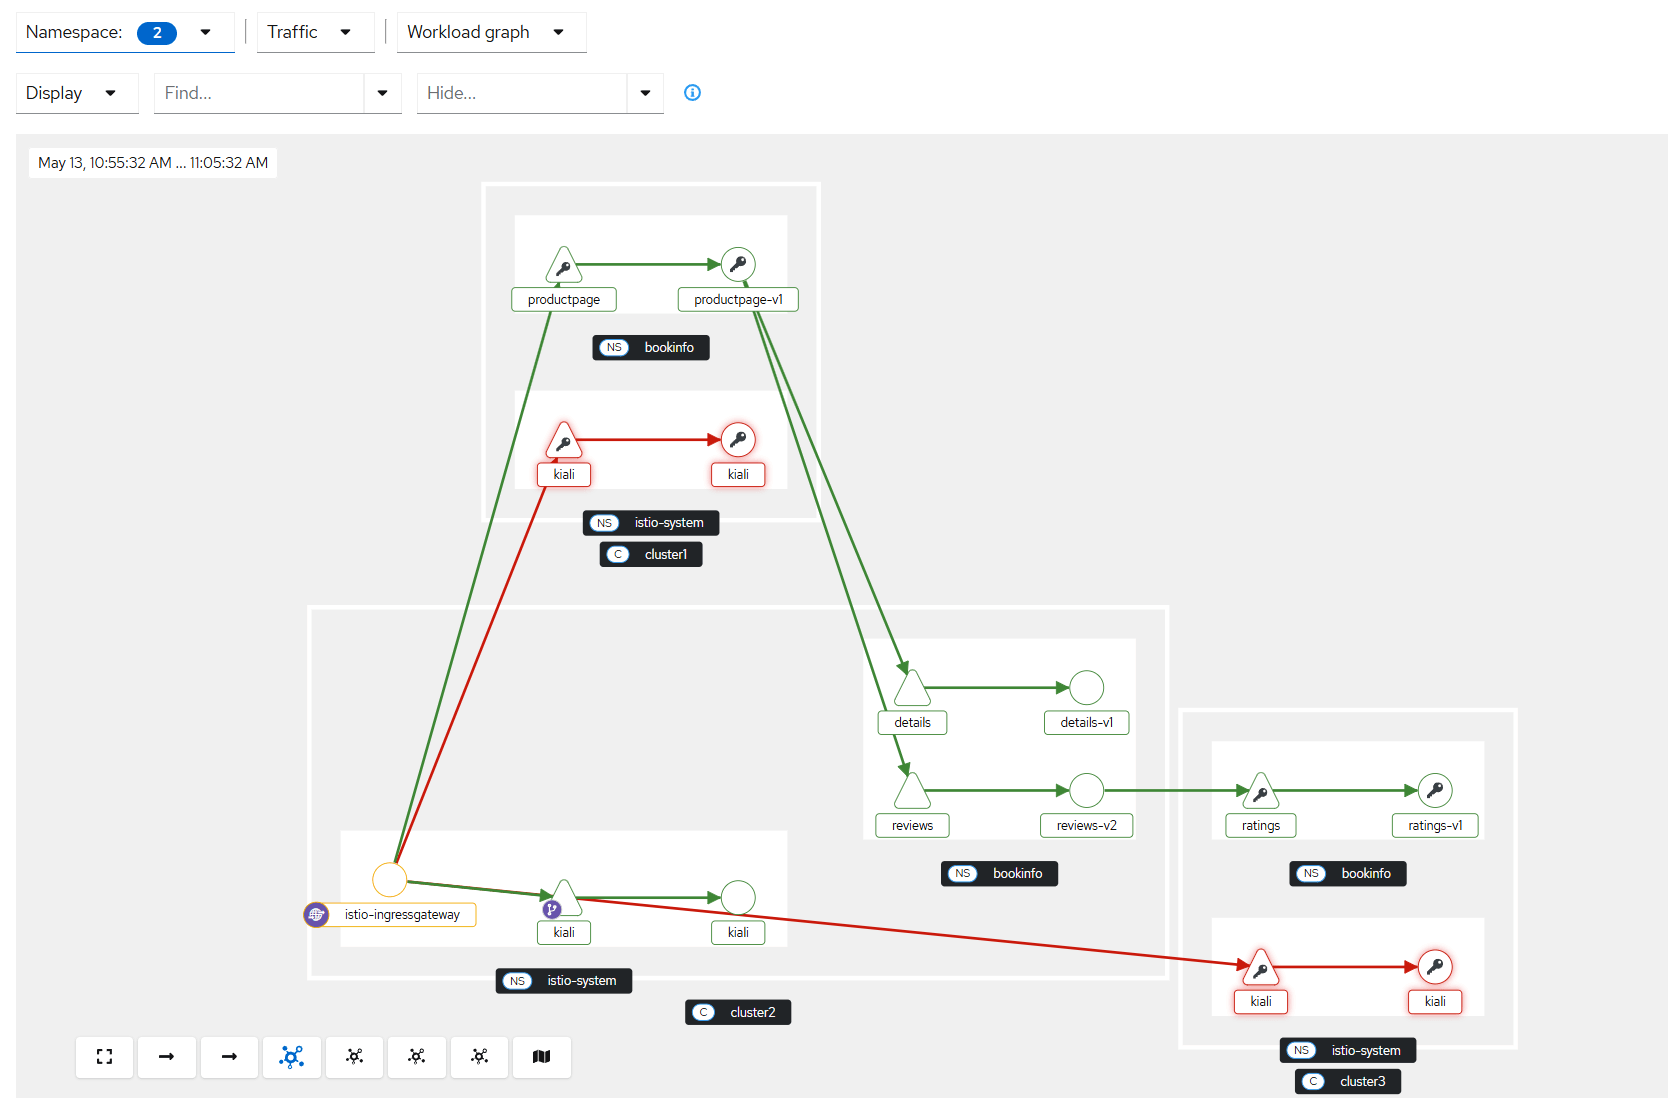 Namespace: 2
Traffic
Workload graph
Display
Find...
Hide...
May 13, 10:55:32 AM ... 11:05:32 AM
productpage
productpage-v1
NS bookinfo
kiali
kiali
NS istio-system
C cluster1
details
details-v1
reviews
reviews-v2
ratings
ratings-v1
NS bookinfo
NS bookinfo
istio-ingressgateway
kiali
kiali
NS istio-system
C cluster2
kiali
kiali
NS istio-system
C cluster3